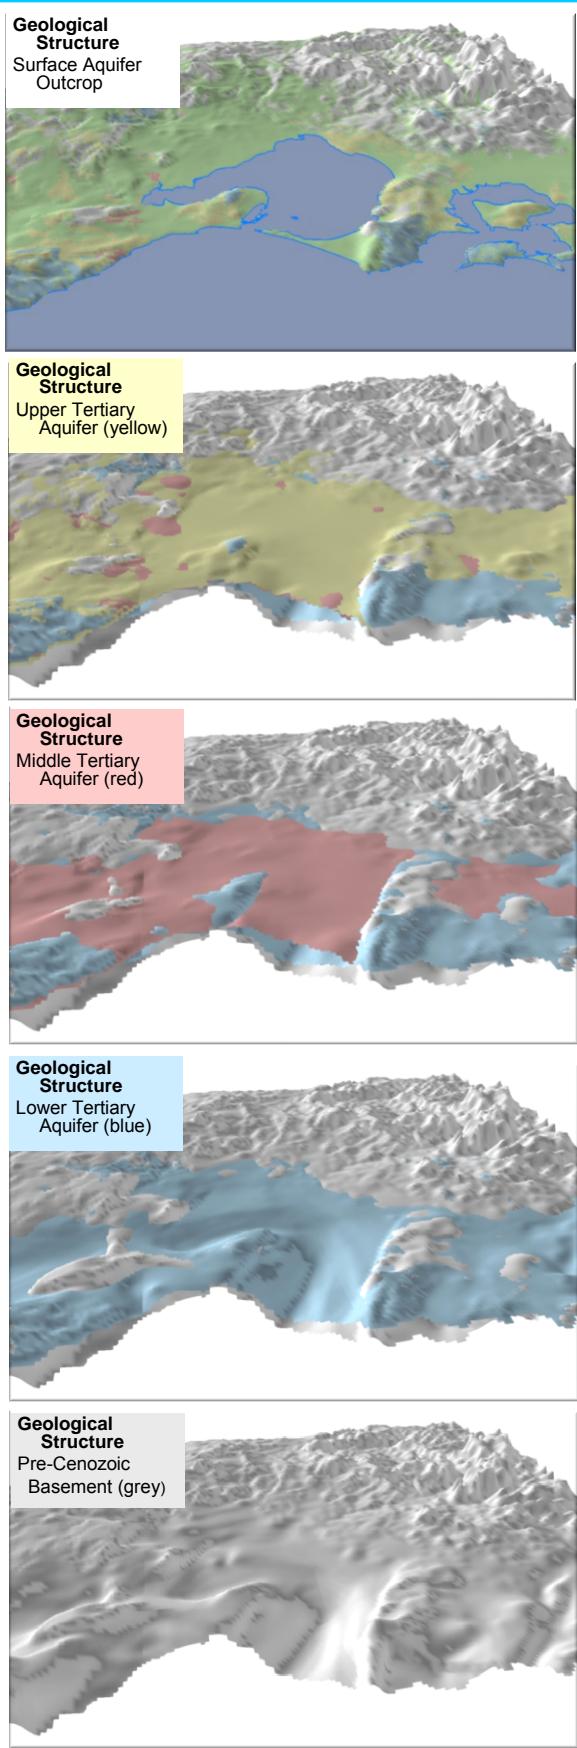 Geological
Structure
Surface Aquifer
Outcrop
Geological
Structure
Upper Tertiary
Aquifer (yellow)
Geological
Structure
Middle Tertiary
Aquifer (red)
Geological
Structure
Lower Tertiary
Aquifer (blue)
Geological
Structure
Pre-Cenozoic
Basement (grey)